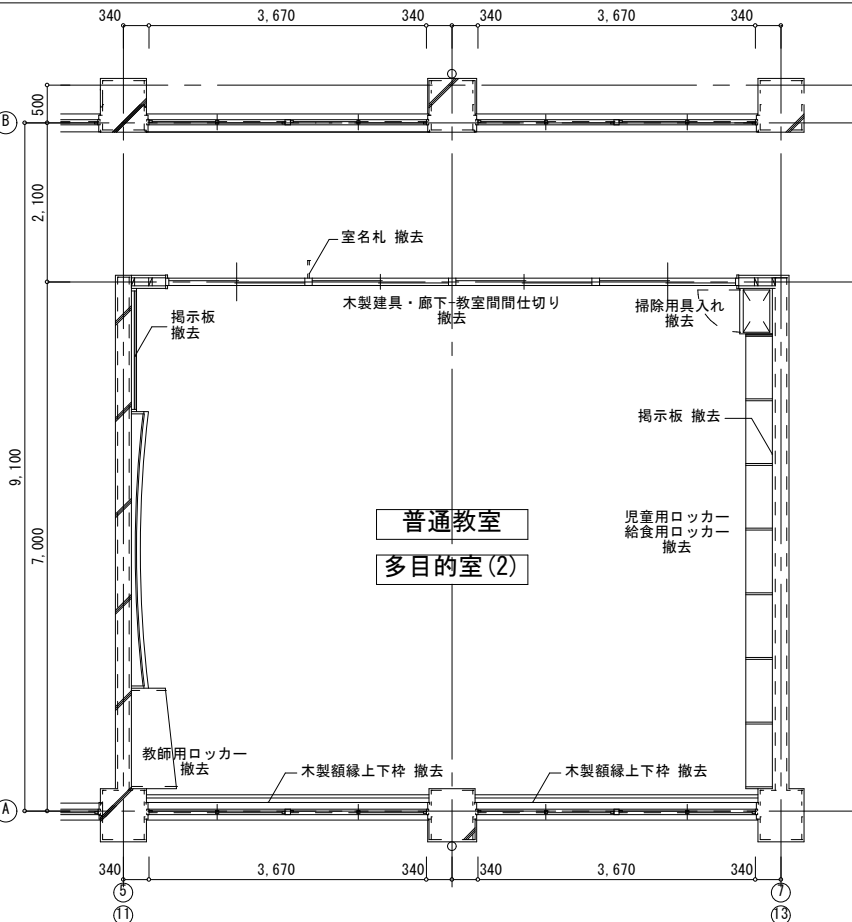 340
3,670
340
340
3,670
340
500
B
2,100
室名札 撤去
木製建具・廊下-教室間間仕切り
撤去
掃除用具入れ
撤去
掲示板
撤去
掲示板 撤去
9,100
7,000
普通教室
多目的室(2)
児童用ロッカー
給食用ロッカー
撤去
教師用ロッカー
撤去
木製額縁上下枠 撤去
木製額縁上下枠 撤去
A
340
3,670
340
340
3,670
340
5
7
11
13